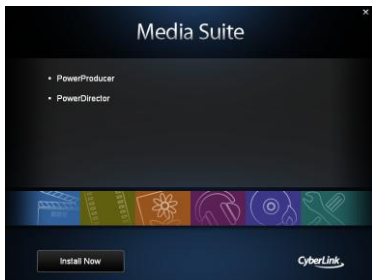 Media Suite
• PowerProducer
• PowerDirector
Install Now
CyberLink